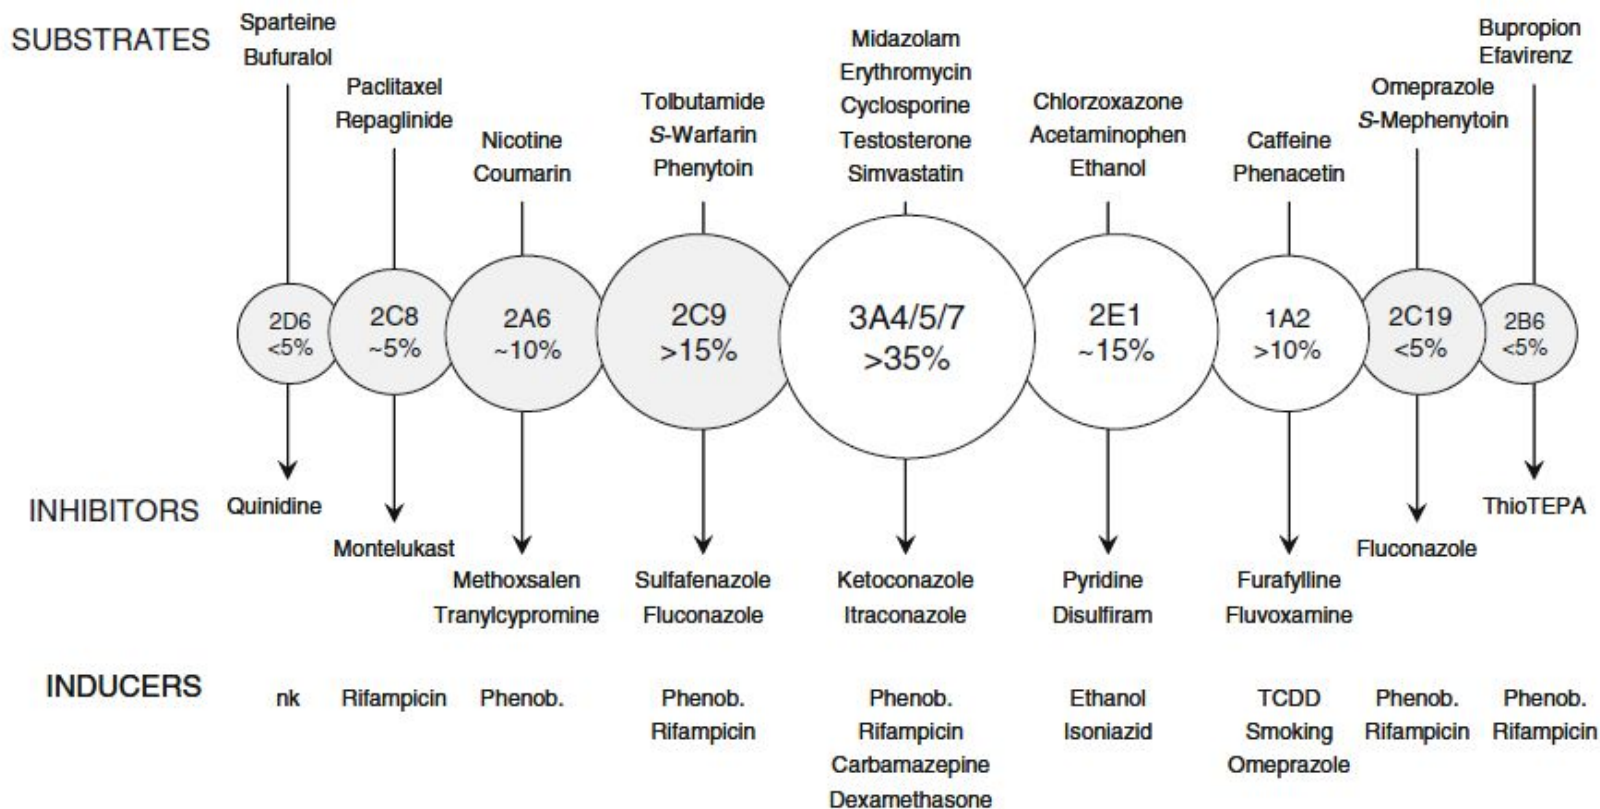 SUBSTRATES
Sparteine
Bufuralol
Paclitaxel
Repaglinide
Nicotine
Coumarin
Tolbutamide
S-Warfarin
Phenytoin
Midazolam
Erythromycin
Cyclosporine
Testosterone
Simvastatin
Chlorzoxazone
Acetaminophen
Ethanol
Caffeine
Phenacetin
Omeprazole
S-Mephenytoin
Bupropion
Efavirenz
2D6
<5%
2C8
~5%
2A6
~10%
2C9
>15%
3A4/5/7
>35%
2E1
~15%
1A2
>10%
2C19
<5%
2B6
<5%
INHIBITORS
Quinidine
Montelukast
Methoxsalen
Tranylcypromine
Sulfafenazole
Fluconazole
Ketoconazole
Itraconazole
Pyridine
Disulfiram
Furafylline
Fluvoxamine
Fluconazole
ThioTEPA
INDUCERS
nk
Rifampicin
Phenob.
Phenob.
Rifampicin
Phenob.
Rifampicin
Carbamazepine
Dexamethasone
Ethanol
Isoniazid
TCDD
Smoking
Omeprazole
Phenob.
Rifampicin
Phenob.
Rifampicin